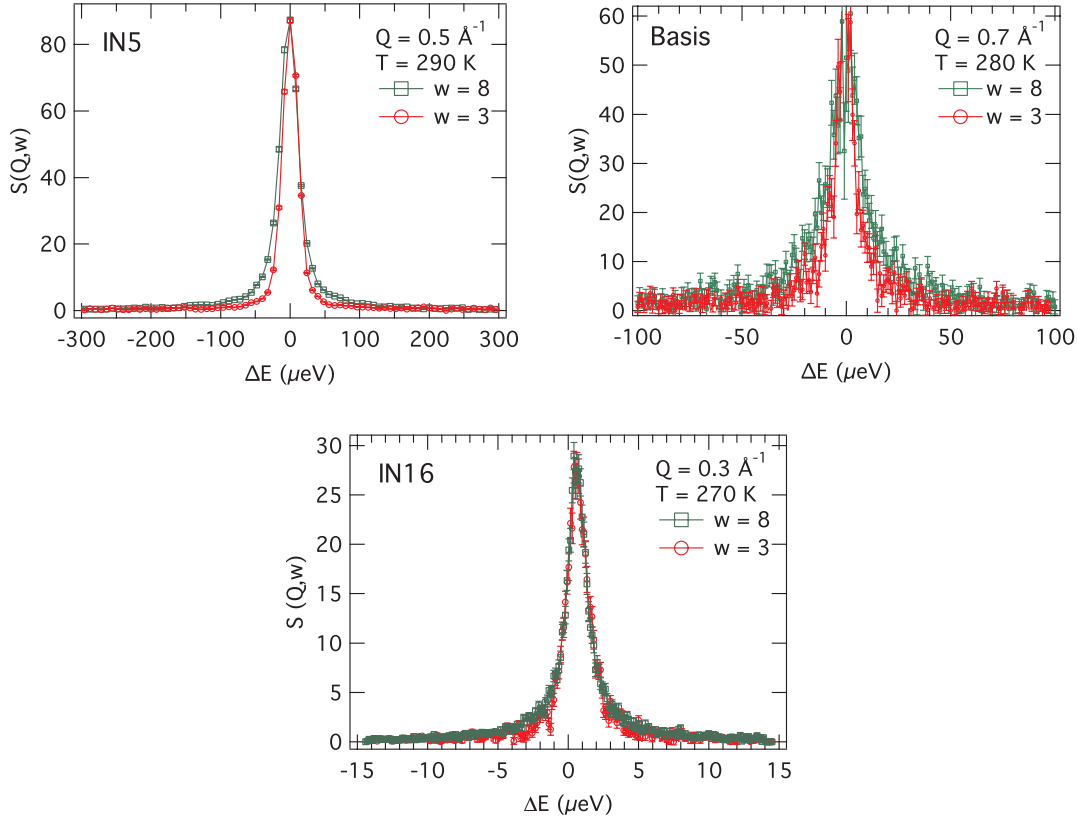 IN5
Q = 0.5 Å⁻¹
T = 290 K
w = 8
w = 3
S(Q,w)
80
60
40
20
0
-300
-200
-100
0
100
200
300
ΔE (μeV)
Basis
Q = 0.7 Å⁻¹
T = 280 K
w = 8
w = 3
S(Q,w)
60
50
40
30
20
10
0
-100
-50
0
50
100
ΔE (μeV)
IN16
Q = 0.3 Å⁻¹
T = 270 K
w = 8
w = 3
S (Q,w)
30
25
20
15
10
5
0
-15
-10
-5
0
5
10
15
ΔE (μeV)